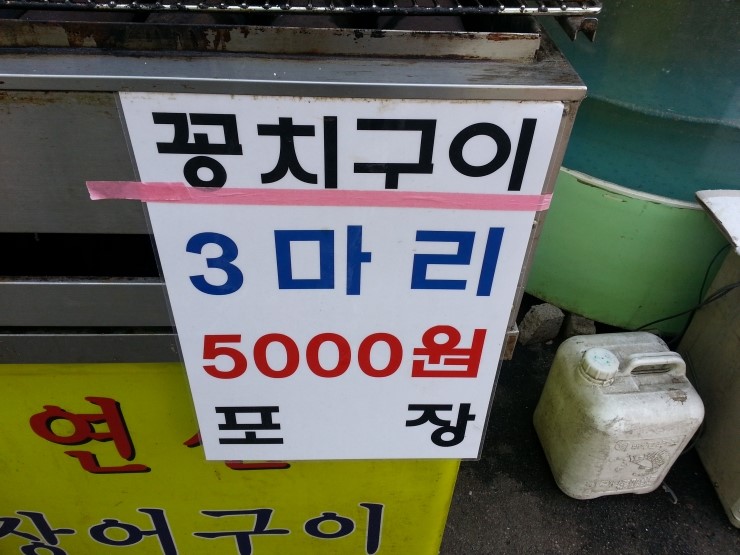 꽁치구이
3마리
5000원
포 장
연
장어구이